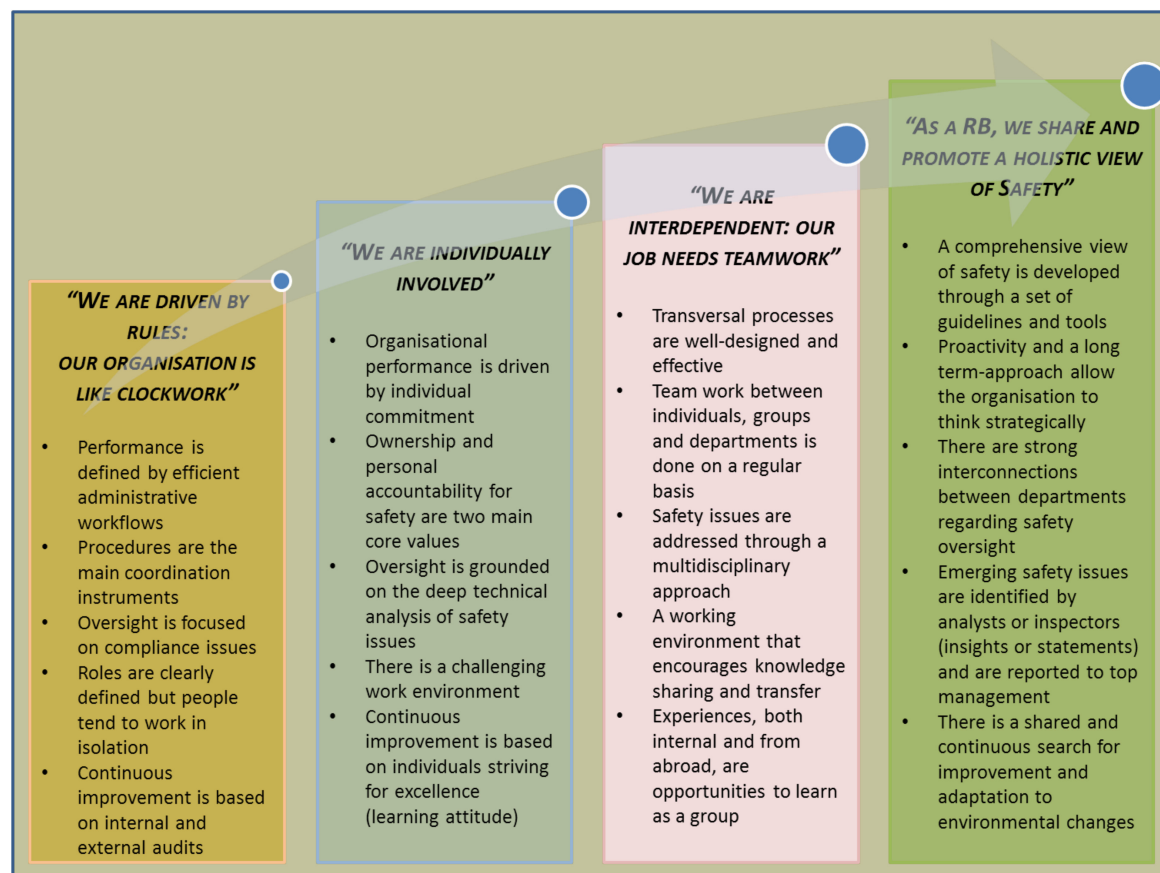 “WE ARE DRIVEN BY
RULES:
OUR ORGANISATION IS
LIKE CLOCKWORK”
• Performance is
defined by efficient
administrative
workflows
• Procedures are the
main coordination
instruments
• Oversight is focused
on compliance issues
• Roles are clearly
defined but people
tend to work in
isolation
• Continuous
improvement is based
on internal and
external audits
“WE ARE INDIVIDUALLY
INVOLVED”
• Organisational
performance is driven
by individual
commitment
• Ownership and
personal
accountability for
safety are two main
core values
• Oversight is grounded
on the deep technical
analysis of safety
issues
• There is a challenging
work environment
• Continuous
improvement is based
on individuals striving
for excellence
(learning attitude)
“WE ARE
INTERDEPENDENT: OUR
JOB NEEDS TEAMWORK”
• Transversal processes
are well-designed and
effective
• Team work between
individuals, groups
and departments is
done on a regular
basis
• Safety issues are
addressed through a
multidisciplinary
approach
• A working
environment that
encourages knowledge
sharing and transfer
• Experiences, both
internal and from
abroad, are
opportunities to learn
as a group
“AS A RB, WE SHARE AND
PROMOTE A HOLISTIC VIEW
OF SAFETY”
• A comprehensive view
of safety is developed
through a set of
guidelines and tools
• Proactivity and a long
term-approach allow
the organisation to
think strategically
• There are strong
interconnections
between departments
regarding safety
oversight
• Emerging safety issues
are identified by
analysts or inspectors
(insights or statements)
and are reported to top
management
• There is a shared and
continuous search for
improvement and
adaptation to
environmental changes